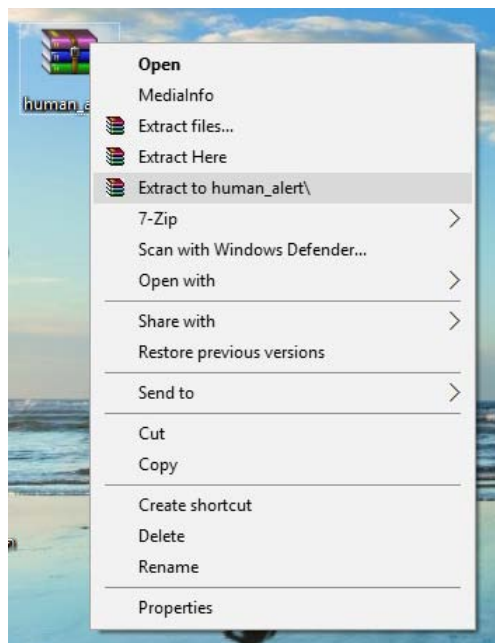 human_a
Open
MediaInfo
Extract files...
Extract Here
Extract to human_alert\
7-Zip
Scan with Windows Defender...
Open with
Share with
Restore previous versions
Send to
Cut
Copy
Create shortcut
Delete
Rename
Properties